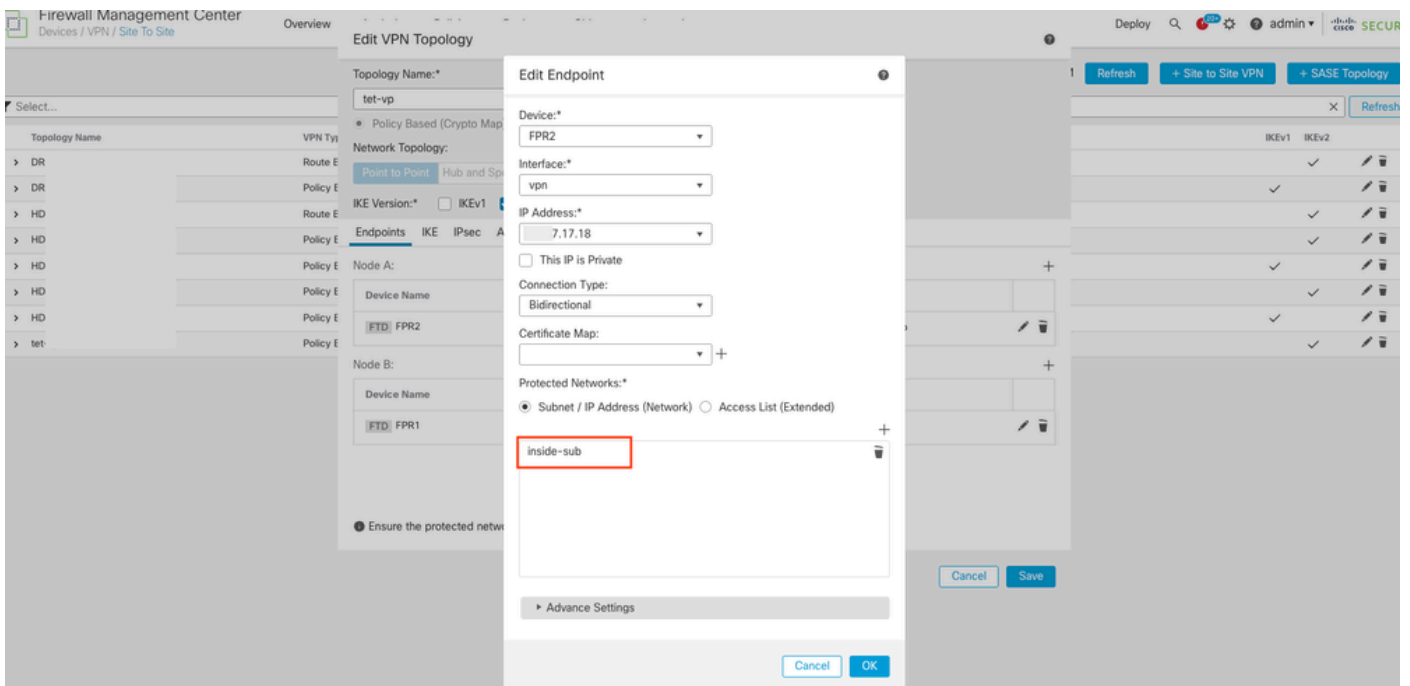 Firewall Management Center
Devices / VPN / Site To Site
Overview
Deploy
20+
admin
cisco SECUR
Edit VPN Topology
Refresh
+ Site to Site VPN
+ SASE Topology
Topology Name:*
tet-vp
Select...
Refresh
Policy Based (Crypto Map
Topology Name
VPN Typ
IKEv1 IKEv2
Network Topology:
Point to Point Hub and Spo
DR
Route B
DR
Policy B
HD
Route B
HD
Policy B
HD
Policy B
HD
Policy B
HD
Policy B
tet-
Policy B
IKE Version:* IKEv1
Endpoints IKE IPsec A
Node A:
Device Name
FTD FPR2
Node B:
Device Name
FTD FPR1
Ensure the protected netwo
Cancel Save
Edit Endpoint
Device:*
FPR2
Interface:*
vpn
IP Address:*
7.17.18
This IP is Private
Connection Type:
Bidirectional
Certificate Map:
Protected Networks:*
Subnet / IP Address (Network) Access List (Extended)
inside-sub
Advance Settings
Cancel OK